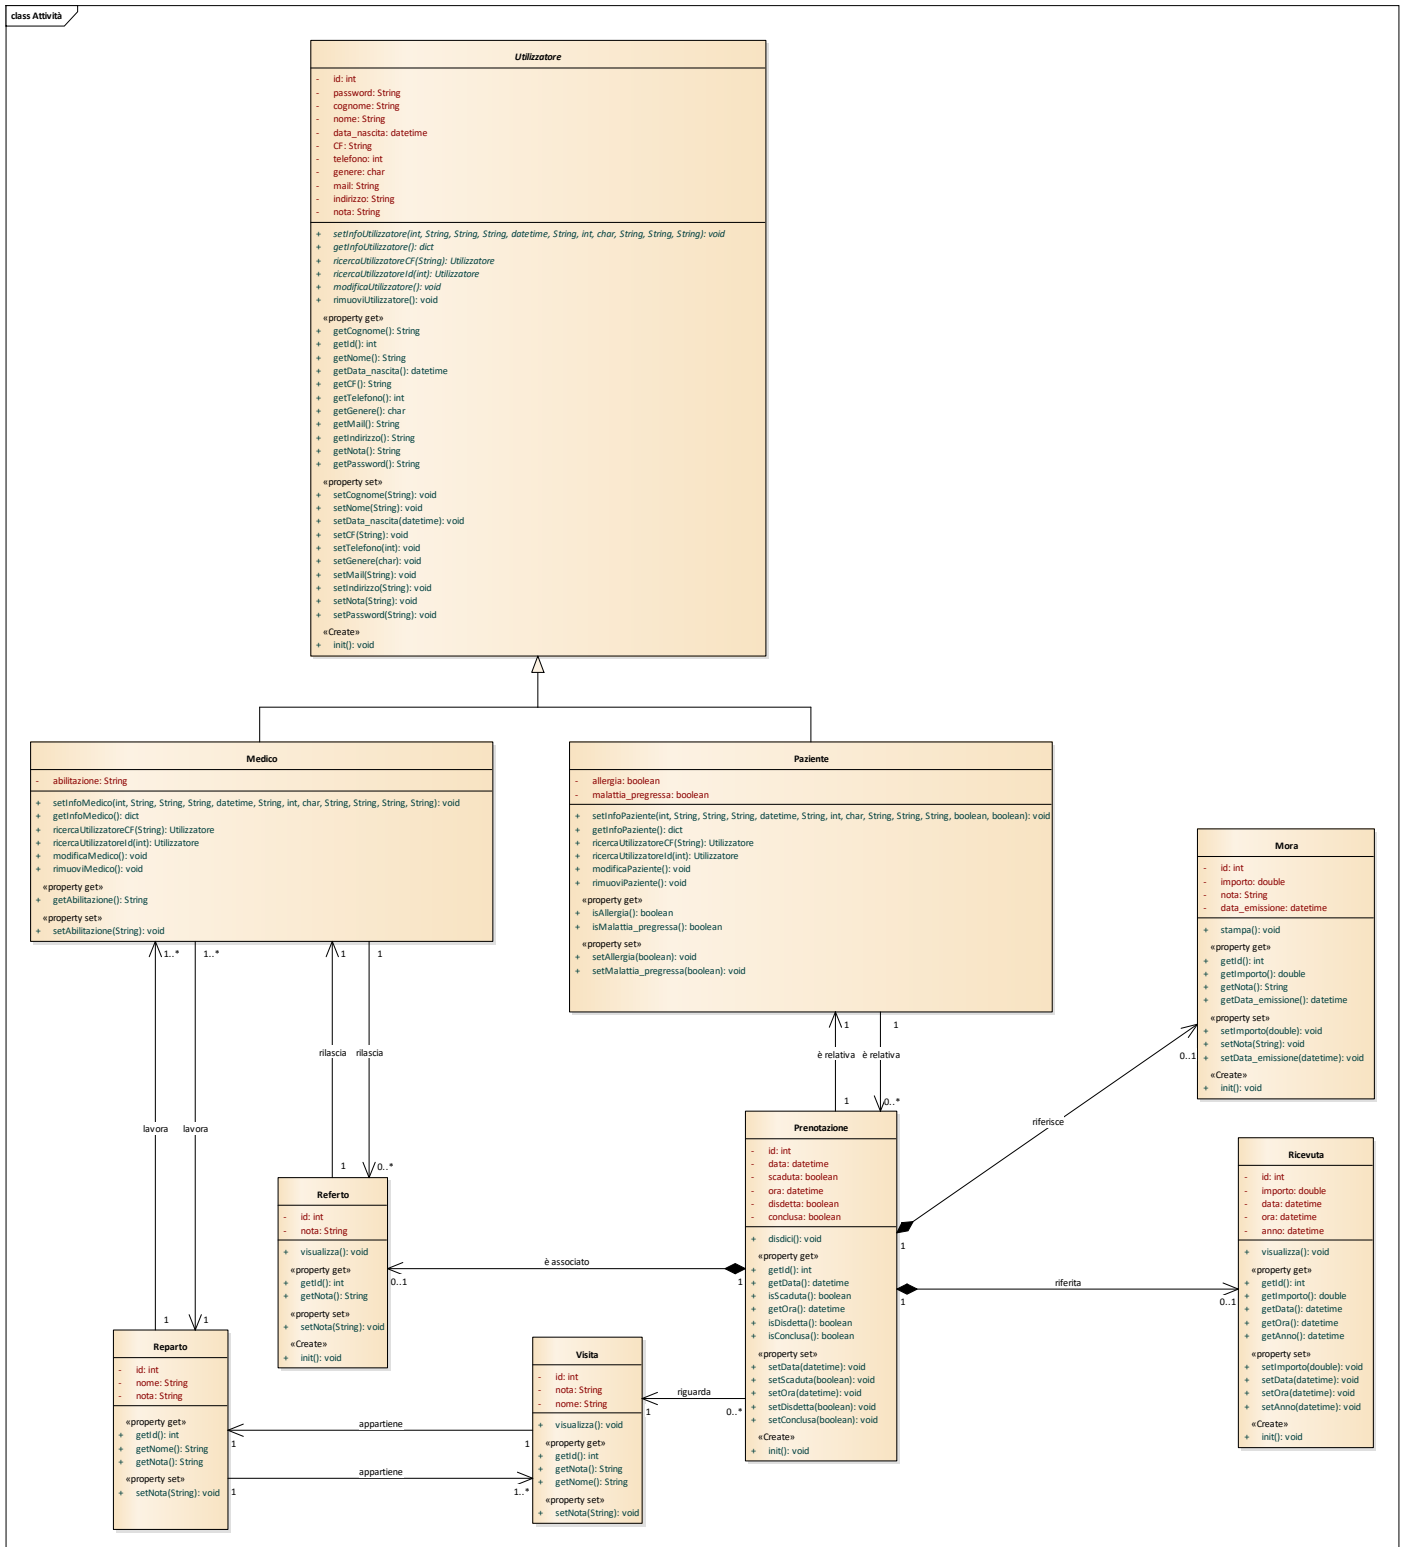 class Attività
Utilizzatore
- id: int
- password: String
- cognome: String
- nome: String
- data_nascita: datetime
- CF: String
- telefono: int
- genere: char
- mail: String
- indirizzo: String
- nota: String
+ setInfoUtilizzatore(int, String, String, String, datetime, String, int, char, String, String, String): void
+ getInfoUtilizzatore(): dict
+ ricercaUtilizzatoreCF(String): Utilizzatore
+ ricercaUtilizzatoreId(int): Utilizzatore
+ modificaUtilizzatore(): void
+ rimuoviUtilizzatore(): void
«property get»
+ getCognome(): String
+ getId(): int
+ getNome(): String
+ getData_nascita(): datetime
+ getCF(): String
+ getTelefono(): int
+ getGenere(): char
+ getMail(): String
+ getIndirizzo(): String
+ getNota(): String
+ getPassword(): String
«property set»
+ setCognome(String): void
+ setNome(String): void
+ setData_nascita(datetime): void
+ setCF(String): void
+ setTelefono(int): void
+ setGenere(char): void
+ setMail(String): void
+ setIndirizzo(String): void
+ setNota(String): void
+ setPassword(String): void
«Create»
+ init(): void
Medico
- abilitazione: String
+ setInfoMedico(int, String, String, String, datetime, String, int, char, String, String, String, String): void
+ getInfoMedico(): dict
+ ricercaUtilizzatoreCF(String): Utilizzatore
+ ricercaUtilizzatoreId(int): Utilizzatore
+ modificaMedico(): void
+ rimuoviMedico(): void
«property get»
+ getAbilitazione(): String
«property set»
+ setAbilitazione(String): void
Paziente
- allergia: boolean
- malattia_pregressa: boolean
+ setInfoPaziente(int, String, String, String, datetime, String, int, char, String, String, String, boolean, boolean): void
+ getInfoPaziente(): dict
+ ricercaUtilizzatoreCF(String): Utilizzatore
+ ricercaUtilizzatoreId(int): Utilizzatore
+ modificaPaziente(): void
+ rimuoviPaziente(): void
«property get»
+ isAllergia(): boolean
+ isMalattia_pregressa(): boolean
«property set»
+ setAllergia(boolean): void
+ setMalattia_pregressa(boolean): void
Mora
- id: int
- importo: double
- nota: String
- data_emissione: datetime
+ stampa(): void
«property get»
+ getId(): int
+ getImporto(): double
+ getNota(): String
+ getData_emissione(): datetime
«property set»
+ setImporto(double): void
+ setNota(String): void
+ setData_emissione(datetime): void
«Create»
+ init(): void
1..*
1..*
1
1
1
1
rilascia
rilascia
è relativa
è relativa
0..1
1
0..*
lavora
lavora
riferisce
1
0..*
Prenotazione
- id: int
- data: datetime
- scaduta: boolean
- ora: datetime
- disdetta: boolean
- conclusa: boolean
+ disdici(): void
«property get»
+ getId(): int
+ getData(): datetime
+ isScaduta(): boolean
+ getOra(): datetime
+ isDisdetta(): boolean
+ isConclusa(): boolean
«property set»
+ setData(datetime): void
+ setScaduta(boolean): void
+ setOra(datetime): void
+ setDisdetta(boolean): void
+ setConclusa(boolean): void
«Create»
+ init(): void
Ricevuta
- id: int
- importo: double
- data: datetime
- ora: datetime
- anno: datetime
+ visualizza(): void
«property get»
+ getId(): int
+ getImporto(): double
+ getData(): datetime
+ getOra(): datetime
+ getAnno(): datetime
«property set»
+ setImporto(double): void
+ setData(datetime): void
+ setOra(datetime): void
+ setAnno(datetime): void
«Create»
+ init(): void
Referto
- id: int
- nota: String
+ visualizza(): void
«property get»
+ getId(): int
+ getNota(): String
«property set»
+ setNota(String): void
«Create»
+ init(): void
è associato
0..1
1
1
riferita
1
0..1
1
1
Reparto
- id: int
- nome: String
- nota: String
«property get»
+ getId(): int
+ getNome(): String
+ getNota(): String
«property set»
+ setNota(String): void
Visita
- id: int
- nota: String
- nome: String
+ visualizza(): void
«property get»
+ getId(): int
+ getNota(): String
+ getNome(): String
«property set»
+ setNota(String): void
riguarda
1
0..*
appartiene
1
1
appartiene
1
1..*